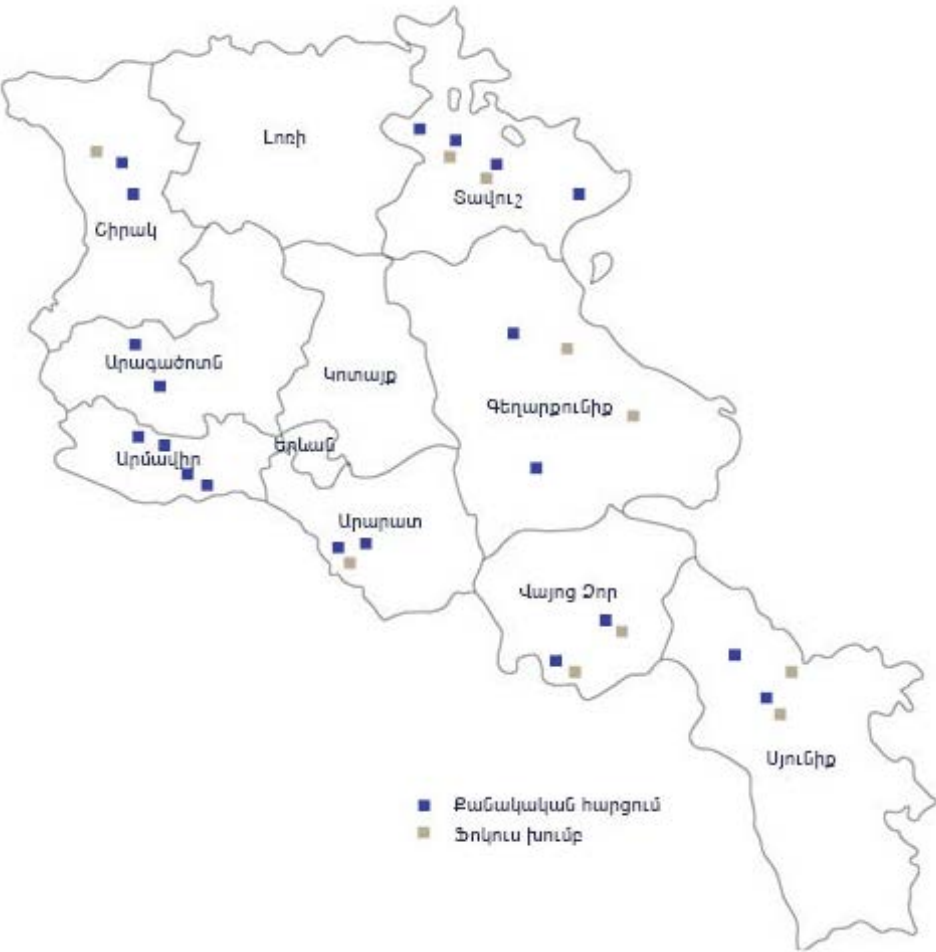 Լոռի
Տավուշ
Շիրակ
Արագածոտն
Կոտայք
Գեղարքունիք
Երևան
Արմավիր
Արարատ
Վայոց Ձոր
Սյունիք
Քանակական հարցում
Ֆոկուս խումբ